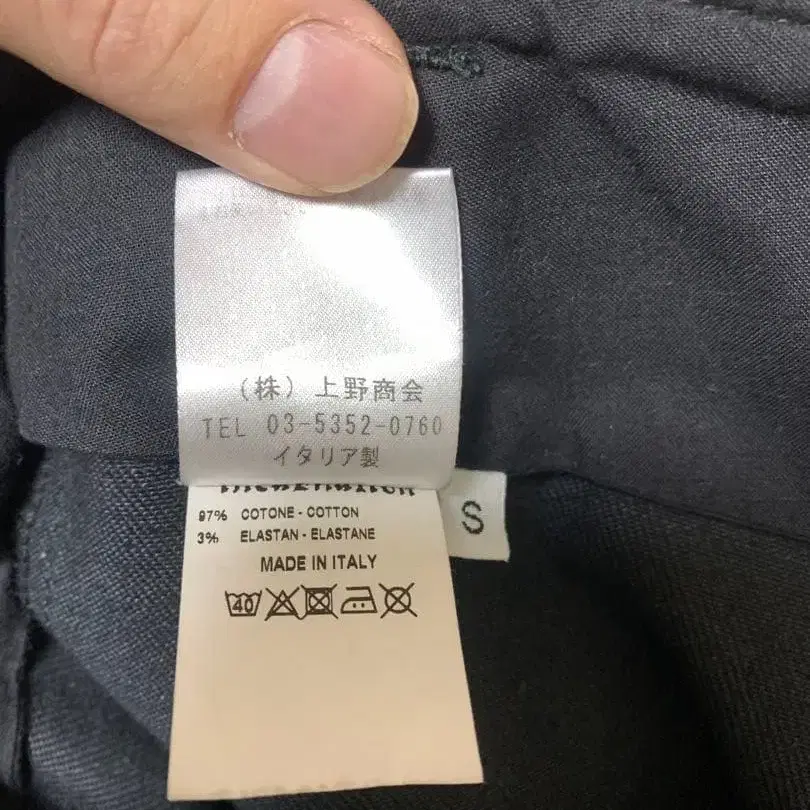 （株）上野商会
TEL 03-5352-0760
イタリア製
S
97% COTONE - COTTON
3% ELASTAN - ELASTANE
MADE IN ITALY
40